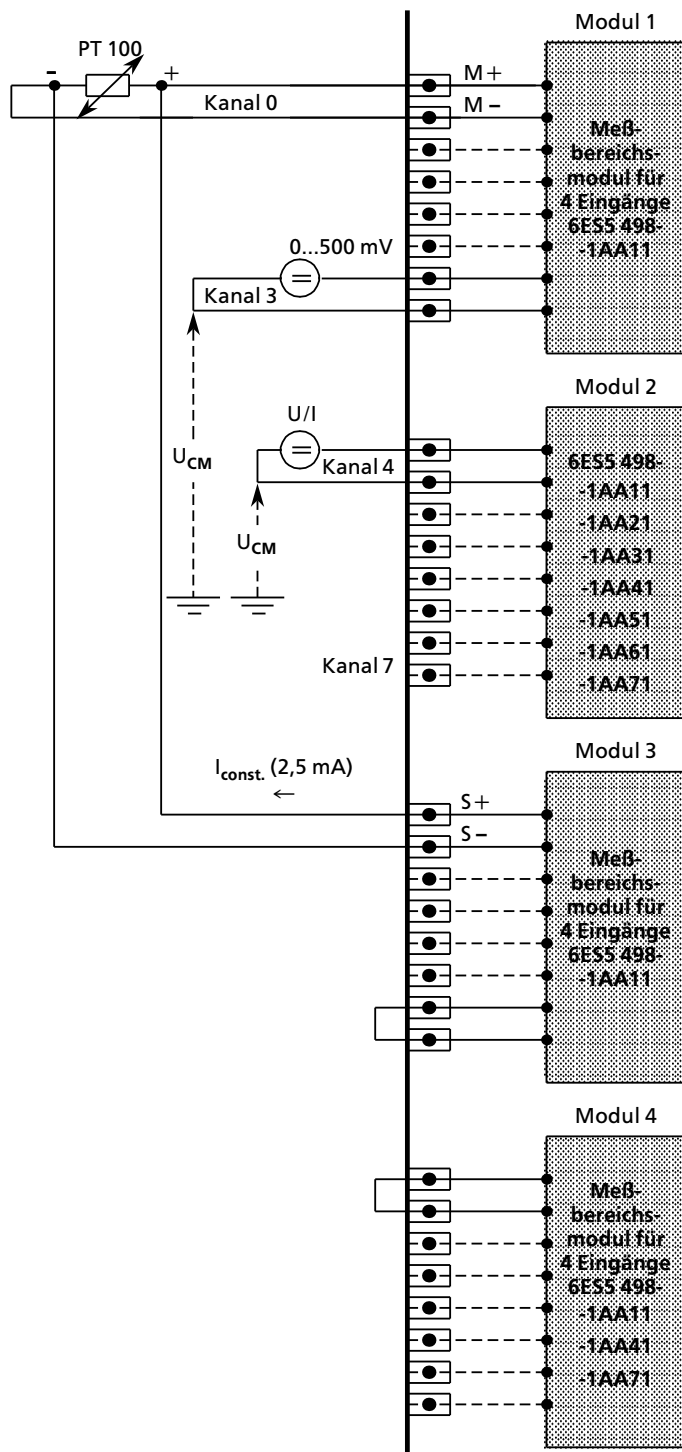 Modul 1
PT 100
- +
M+
Kanal 0
M−
Meß-
bereichs-
modul für
4 Eingänge
6ES5 498-
-1AA11
0...500 mV
Kanal 3
Modul 2
U/I
UCM
Kanal 4
6ES5 498-
-1AA11
-1AA21
UCM
-1AA31
-1AA41
-1AA51
-1AA61
Kanal 7
-1AA71
Modul 3
Iconst. (2,5 mA)
←
S+
S−
Meß-
bereichs-
modul für
4 Eingänge
6ES5 498-
-1AA11
Modul 4
Meß-
bereichs-
modul für
4 Eingänge
6ES5 498-
-1AA11
-1AA41
-1AA71